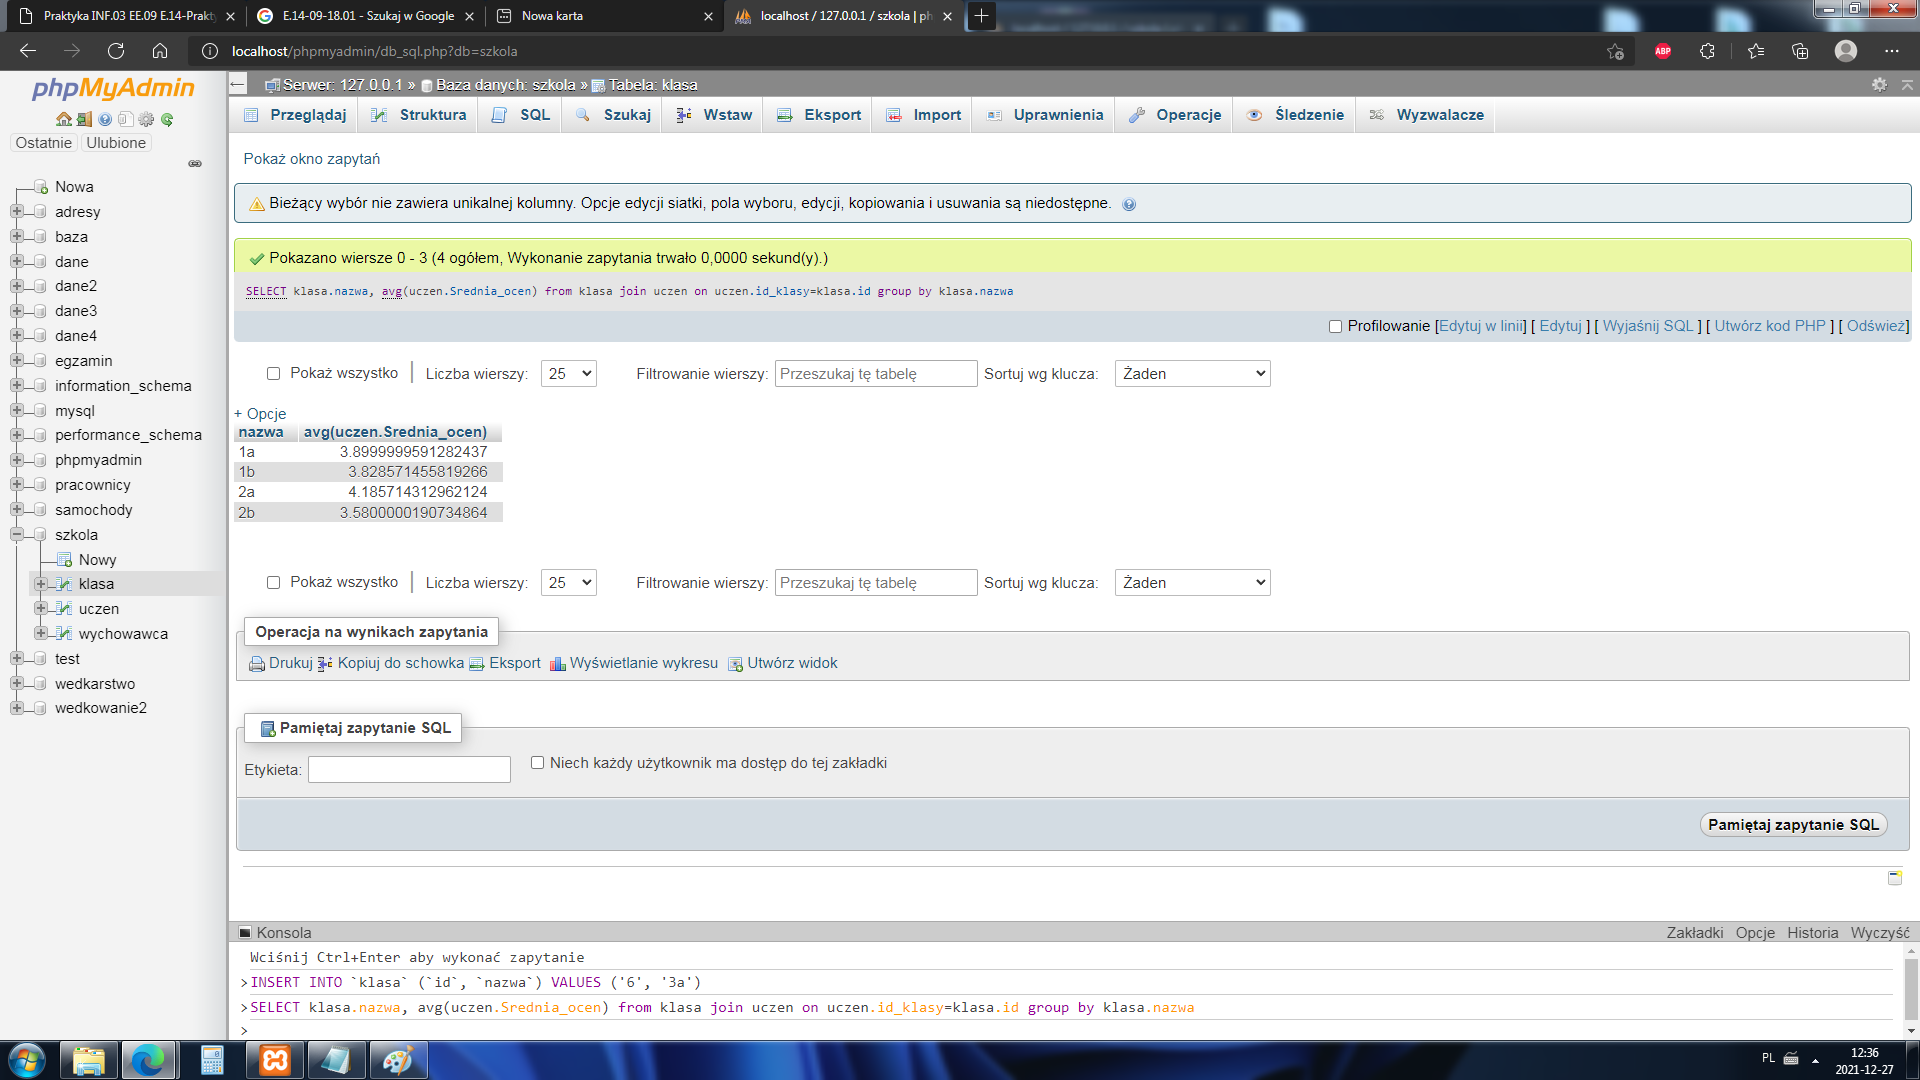 Praktyka INF.03 EE.09 E.14-Prakt
E.14-09-18.01 - Szukaj w Google
Nowa karta
localhost / 127.0.0.1 / szkola | ph
localhost/phpmyadmin/db_sql.php?db=szkola
ABP
phpMyAdmin
Ostatnie Ulubione
Nowa
adresy
baza
dane
dane2
dane3
dane4
egzamin
information_schema
mysql
performance_schema
phpmyadmin
pracownicy
samochody
szkola
Nowy
klasa
uczen
wychowawca
test
wedkarstwo
wedkowanie2
Serwer: 127.0.0.1 » Baza danych: szkola » Tabela: klasa
Przeglądaj Struktura SQL Szukaj Wstaw Eksport Import Uprawnienia Operacje Śledzenie Wyzwalacze
Pokaż okno zapytań
Bieżący wybór nie zawiera unikalnej kolumny. Opcje edycji siatki, pola wyboru, edycji, kopiowania i usuwania są niedostępne.
Pokazano wiersze 0 - 3 (4 ogółem, Wykonanie zapytania trwało 0,0000 sekund(y).)
SELECT klasa.nazwa, avg(uczen.Srednia_ocen) from klasa join uczen on uczen.id_klasy=klasa.id group by klasa.nazwa
Profilowanie [Edytuj w linii] [ Edytuj ] [ Wyjaśnij SQL ] [ Utwórz kod PHP ] [ Odśwież]
Pokaż wszystko | Liczba wierszy: 25 Filtrowanie wierszy: Przeszukaj tę tabelę Sortuj wg klucza: Żaden
+ Opcje
nazwa avg(uczen.Srednia_ocen)
1a 3.8999999591282437
1b 3.828571455819266
2a 4.185714312962124
2b 3.5800000190734864
Pokaż wszystko | Liczba wierszy: 25 Filtrowanie wierszy: Przeszukaj tę tabelę Sortuj wg klucza: Żaden
Operacja na wynikach zapytania
Drukuj Kopiuj do schowka Eksport Wyświetlanie wykresu Utwórz widok
Pamiętaj zapytanie SQL
Etykieta: Niech każdy użytkownik ma dostęp do tej zakładki
Pamiętaj zapytanie SQL
Konsola Zakładki Opcje Historia Wyczyść
Wciśnij Ctrl+Enter aby wykonać zapytanie
>INSERT INTO `klasa` (`id`, `nazwa`) VALUES ('6', '3a')
>SELECT klasa.nazwa, avg(uczen.Srednia_ocen) from klasa join uczen on uczen.id_klasy=klasa.id group by klasa.nazwa
>
PL
12:36
2021-12-27